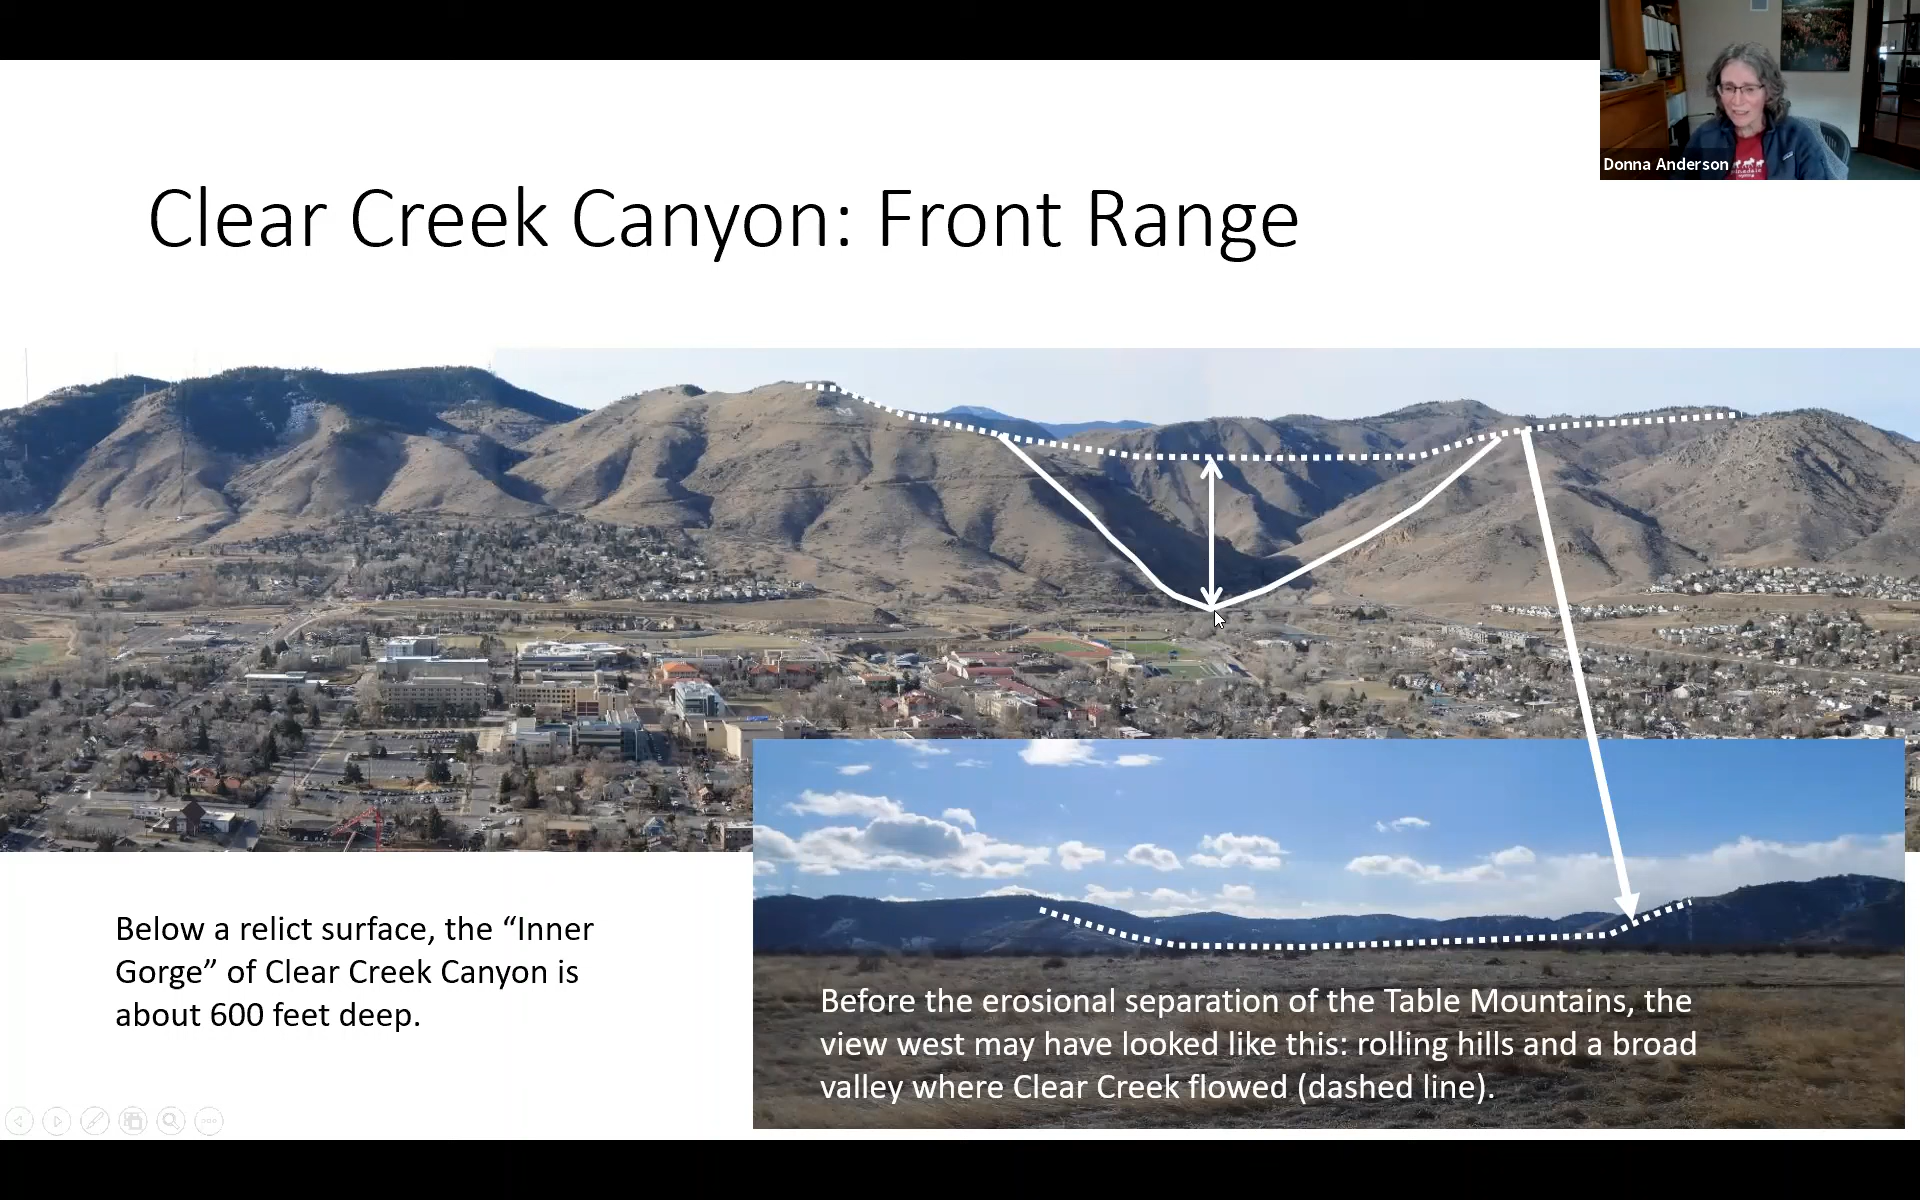 Donna Anderson
Clear Creek Canyon: Front Range
Below a relict surface, the “Inner
Gorge” of Clear Creek Canyon is
about 600 feet deep.
Before the erosional separation of the Table Mountains, the
view west may have looked like this: rolling hills and a broad
valley where Clear Creek flowed (dashed line).